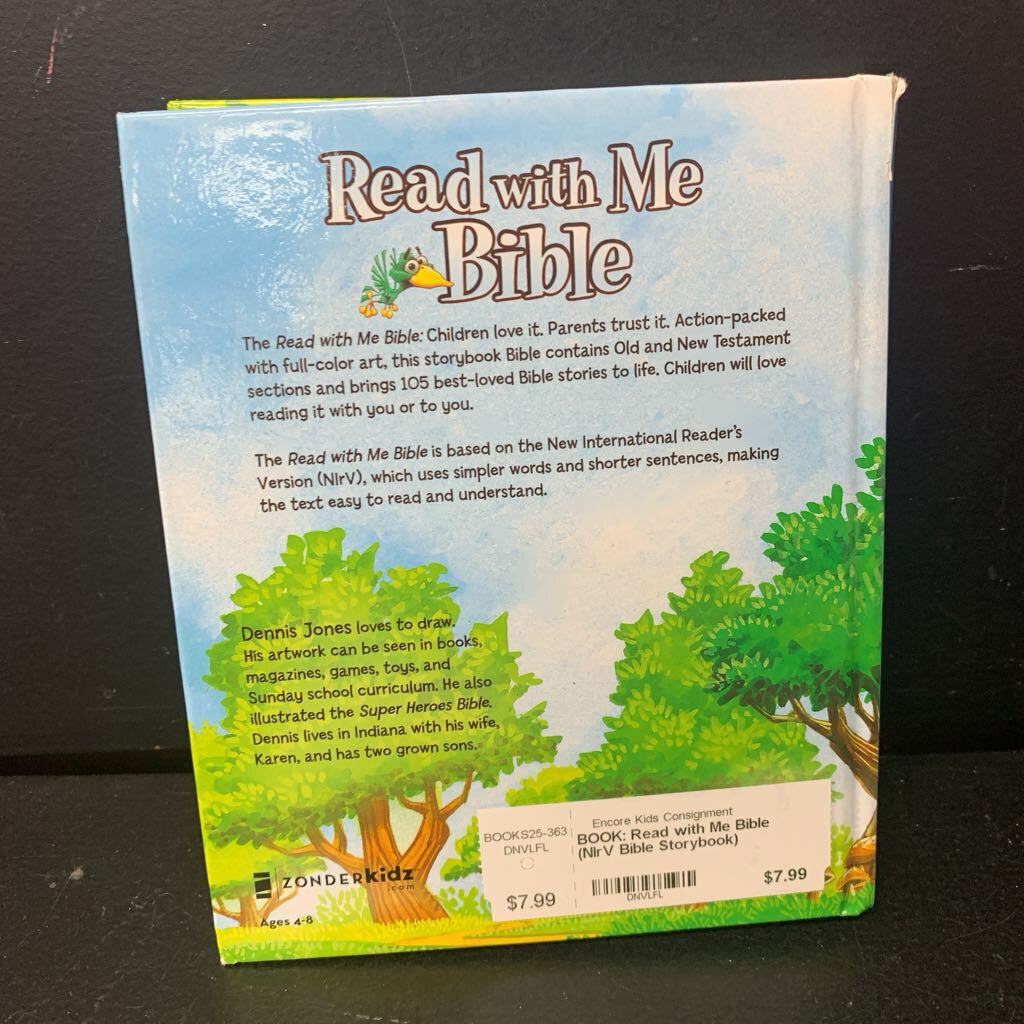 Read with Me
Bible
The Read with Me Bible: Children love it. Parents trust it. Action-packed
with full-color art, this storybook Bible contains Old and New Testament
sections and brings 105 best-loved Bible stories to life. Children will love
reading it with you or to you.
The Read with Me Bible is based on the New International Reader's
Version (NIrV), which uses simpler words and shorter sentences, making
the text easy to read and understand.
Dennis Jones loves to draw.
His artwork can be seen in books,
magazines, games, toys, and
Sunday school curriculum. He also
illustrated the Super Heroes Bible.
Dennis lives in Indiana with his wife,
Karen, and has two grown sons.
ZONDERkidz
.com
Ages 4-8
BOOKS25-363
DNVLFL
$7.99
Encore Kids Consignment
BOOK: Read with Me Bible
(NIrV Bible Storybook)
DNVLFL
$7.99